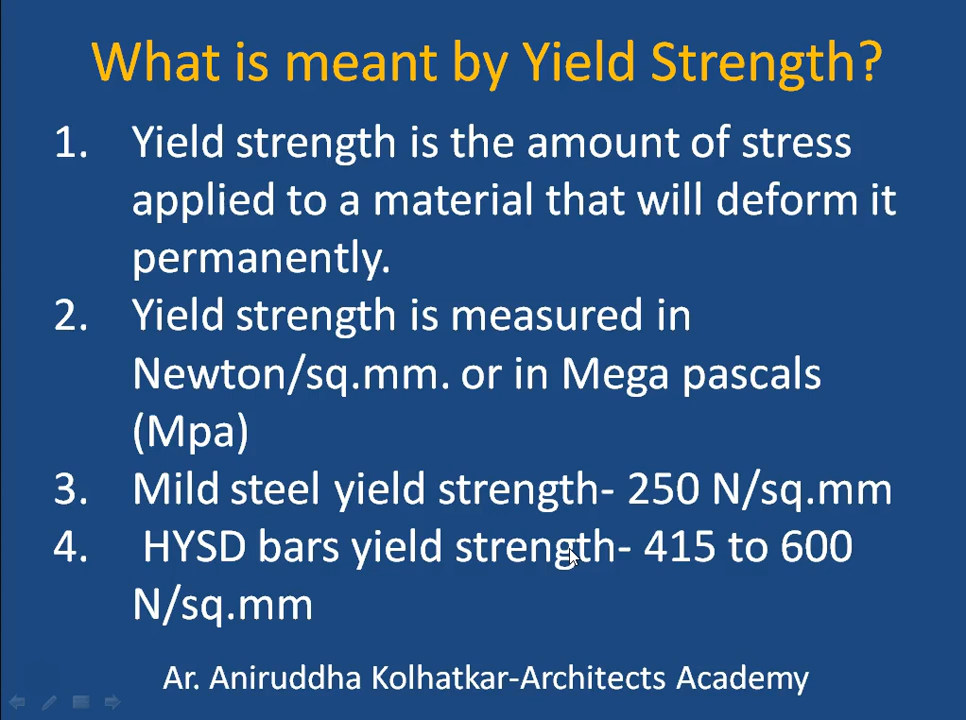 What is meant by Yield Strength?
1. Yield strength is the amount of stress
applied to a material that will deform it
permanently.
2. Yield strength is measured in
Newton/sq.mm. or in Mega pascals
(Mpa)
3. Mild steel yield strength- 250 N/sq.mm
4. HYSD bars yield strength- 415 to 600
N/sq.mm
Ar. Aniruddha Kolhatkar-Architects Academy